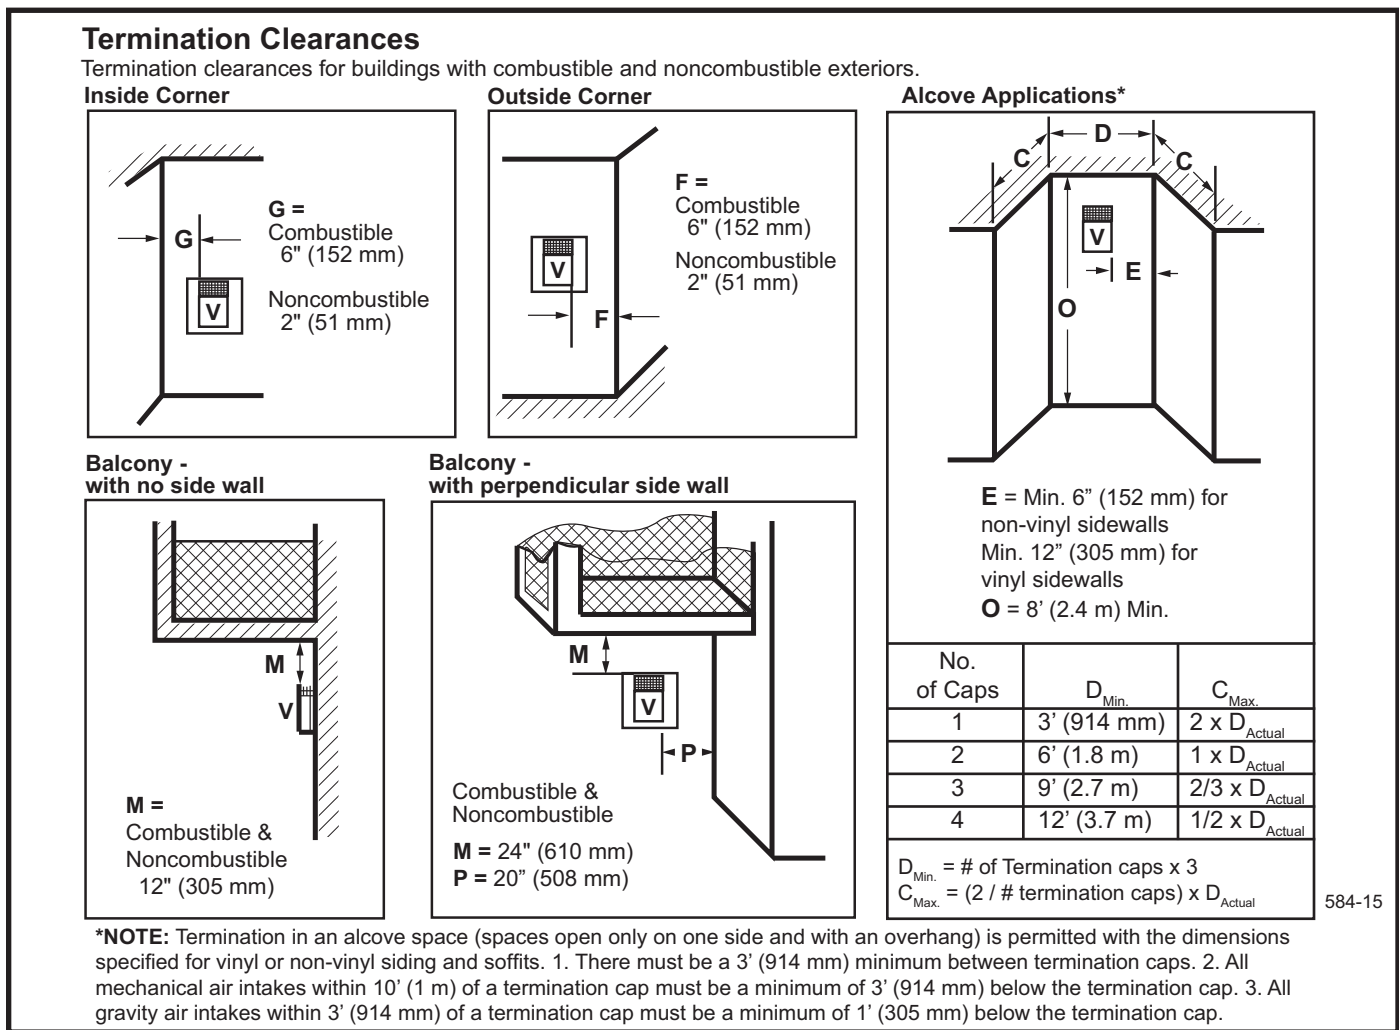 Termination Clearances
Termination clearances for buildings with combustible and noncombustible exteriors.
Inside Corner
G
V
G =
Combustible
6" (152 mm)
Noncombustible
2" (51 mm)
Outside Corner
V
F
F =
Combustible
6" (152 mm)
Noncombustible
2" (51 mm)
Alcove Applications*
D
C
C
V
E
O
E = Min. 6” (152 mm) for
non-vinyl sidewalls
Min. 12” (305 mm) for
vinyl sidewalls
O = 8’ (2.4 m) Min.
Balcony -
with no side wall
M
V
M =
Combustible &
Noncombustible
12" (305 mm)
Balcony -
with perpendicular side wall
M
V
P
Combustible &
Noncombustible
M = 24" (610 mm)
P = 20” (508 mm)
No.
of Caps D Min. C Max.
1 3’ (914 mm) 2 x D Actual
2 6’ (1.8 m) 1 x D Actual
3 9’ (2.7 m) 2/3 x D Actual
4 12’ (3.7 m) 1/2 x D Actual
D Min. = # of Termination caps x 3
C Max. = (2 / # termination caps) x D Actual
584-15
*NOTE: Termination in an alcove space (spaces open only on one side and with an overhang) is permitted with the dimensions
specified for vinyl or non-vinyl siding and soffits. 1. There must be a 3’ (914 mm) minimum between termination caps. 2. All
mechanical air intakes within 10’ (1 m) of a termination cap must be a minimum of 3’ (914 mm) below the termination cap. 3. All
gravity air intakes within 3’ (914 mm) of a termination cap must be a minimum of 1’ (305 mm) below the termination cap.